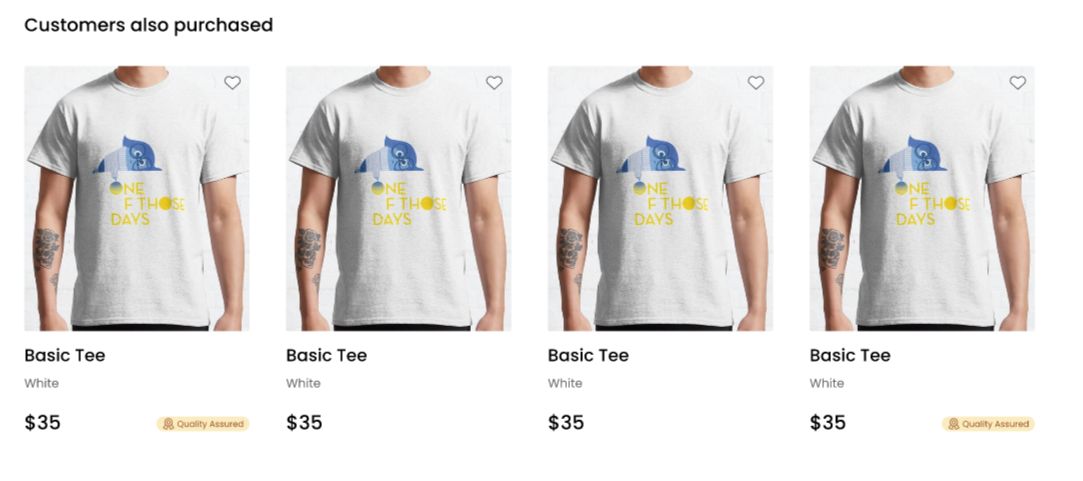 Customers also purchased
ONE
F THOSE
DAYS
ONE
F THOSE
DAYS
ONE
F THOSE
DAYS
ONE
F THOSE
DAYS
Basic Tee
White
$35
Quality Assured
Basic Tee
White
$35
Basic Tee
White
$35
Basic Tee
White
$35
Quality Assured